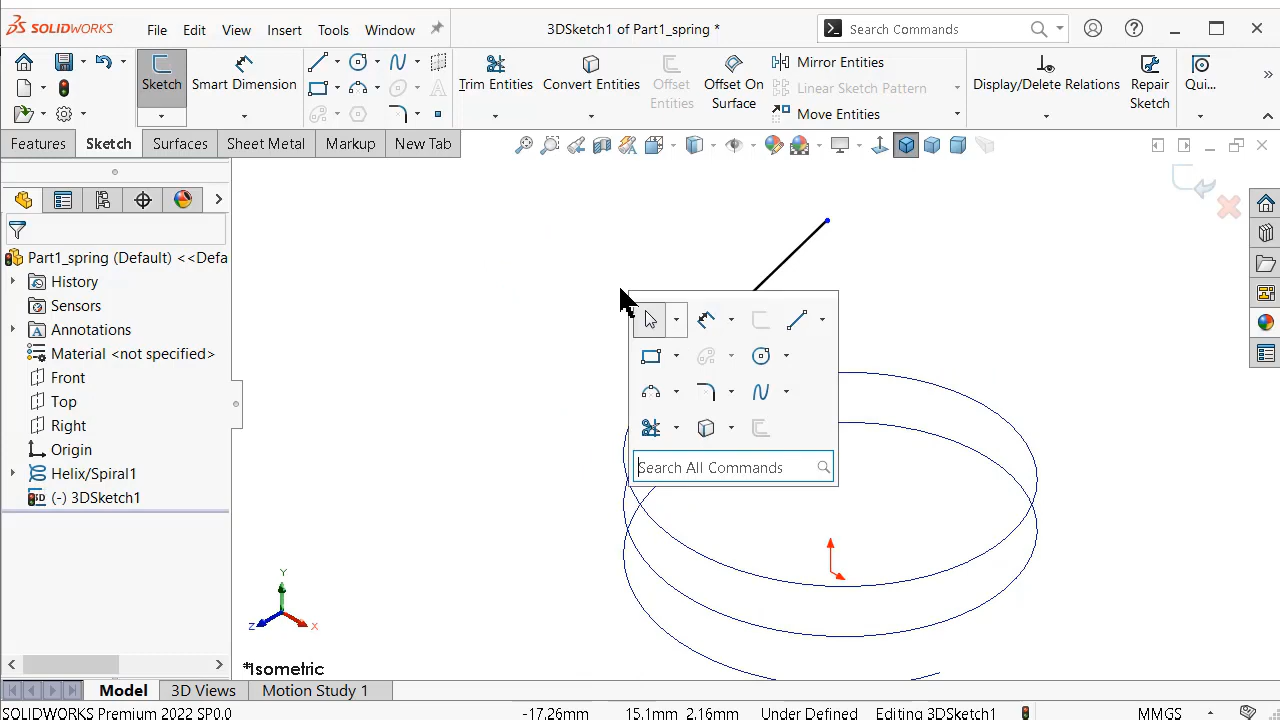 SOLIDWORKS
File
Edit
View
Insert
Tools
Window
3DSketch1 of Part1_spring *
Search Commands
Sketch
Smart Dimension
Trim Entities
Convert Entities
Offset
Entities
Offset On
Surface
Mirror Entities
Linear Sketch Pattern
Move Entities
Display/Delete Relations
Repair
Sketch
Qui...
Features
Sketch
Surfaces
Sheet Metal
Markup
New Tab
Part1_spring (Default) <<Defa
History
Sensors
Annotations
Material <not specified>
Front
Top
Right
Origin
Helix/Spiral1
3D (-) 3DSketch1
Search All Commands
Y
Z
X
*Isometric
Model
3D Views
Motion Study 1
SOLIDWORKS Premium 2022 SP0.0
-17.26mm
15.1mm 2.16mm
Under Defined
Editing 3DSketch1
MMGS